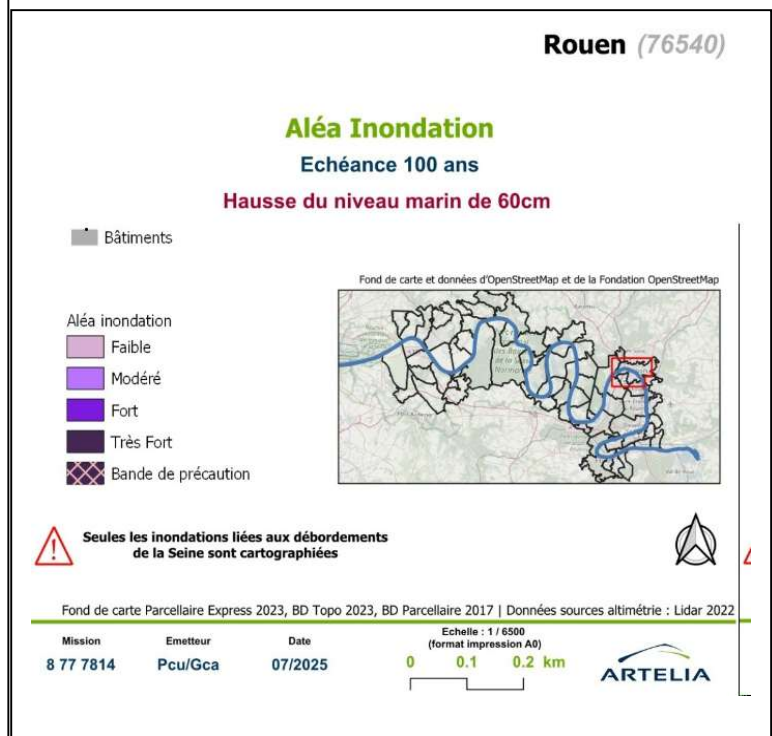 Rouen (76540)
Aléa Inondation
Echéance 100 ans
Hausse du niveau marin de 60cm
Bâtiments
Fond de carte et données d'OpenStreetMap et de la Fondation OpenStreetMap
Aléa inondation
Faible
Modéré
Fort
Très Fort
Bande de précaution
Seules les inondations liées aux débordements
de la Seine sont cartographiées
Fond de carte Parcellaire Express 2023, BD Topo 2023, BD Parcellaire 2017 | Données sources altimétrie : Lidar 2022
Mission Emetteur Date
8 77 7814 Pcu/Gca 07/2025
Echelle : 1 / 6500
(format impression A0)
0 0.1 0.2 km
ARTELIA